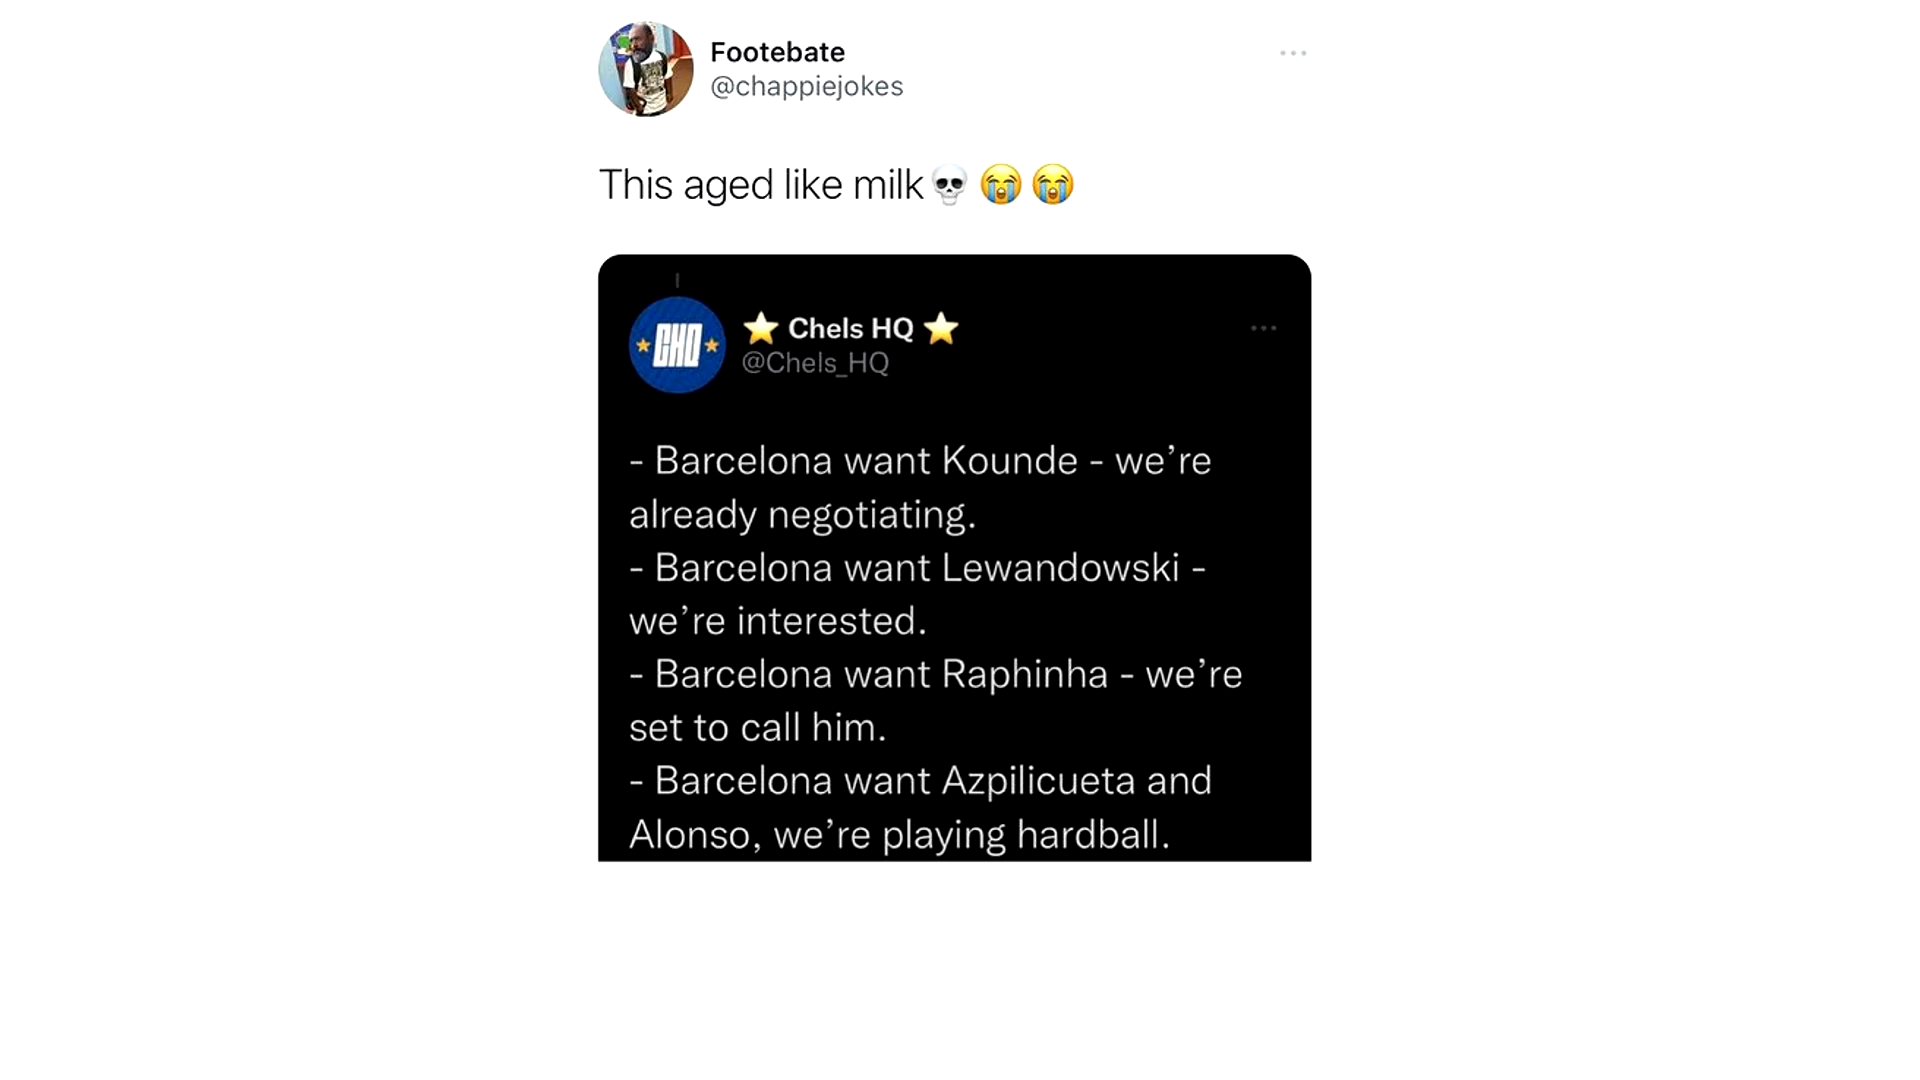 Footebate
@chappiejokes
This aged like milk💀😭😭
CHQ
⭐ Chels HQ ⭐
@Chels_HQ
- Barcelona want Kounde - we’re
already negotiating.
- Barcelona want Lewandowski -
we’re interested.
- Barcelona want Raphinha - we’re
set to call him.
- Barcelona want Azpilicueta and
Alonso, we’re playing hardball.